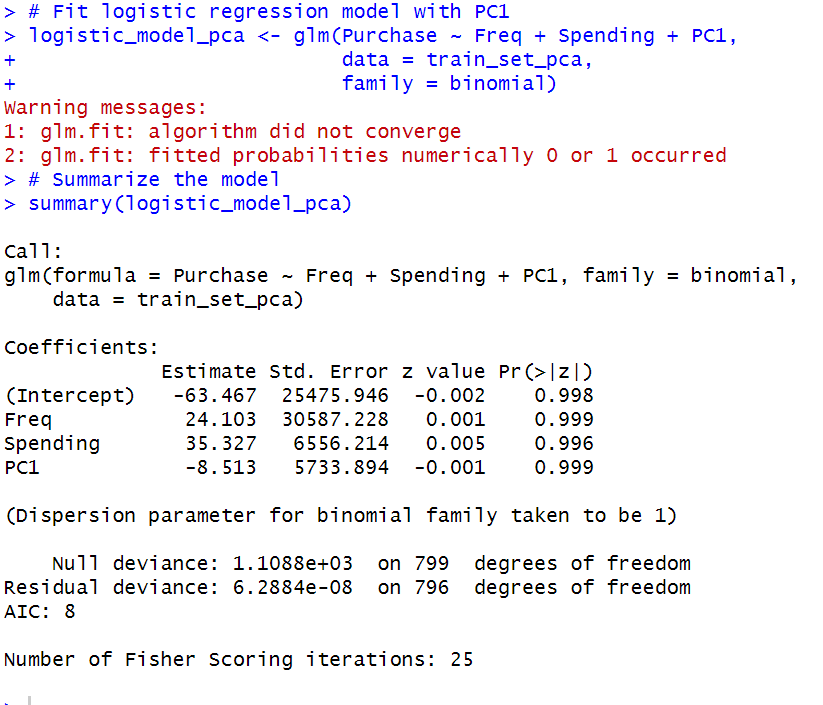 > # Fit logistic regression model with PC1
> logistic_model_pca <- glm(Purchase ~ Freq + Spending + PC1,
+                           data = train_set_pca,
+                           family = binomial)
Warning messages:
1: glm.fit: algorithm did not converge
2: glm.fit: fitted probabilities numerically 0 or 1 occurred
> # Summarize the model
> summary(logistic_model_pca)

Call:
glm(formula = Purchase ~ Freq + Spending + PC1, family = binomial,
    data = train_set_pca)

Coefficients:
             Estimate Std. Error z value Pr(>|z|)
(Intercept)   -63.467  25475.946  -0.002    0.998
Freq           24.103  30587.228   0.001    0.999
Spending       35.327   6556.214   0.005    0.996
PC1            -8.513   5733.894  -0.001    0.999

(Dispersion parameter for binomial family taken to be 1)

    Null deviance: 1.1088e+03  on 799  degrees of freedom
Residual deviance: 6.2884e-08  on 796  degrees of freedom
AIC: 8

Number of Fisher Scoring iterations: 25

>